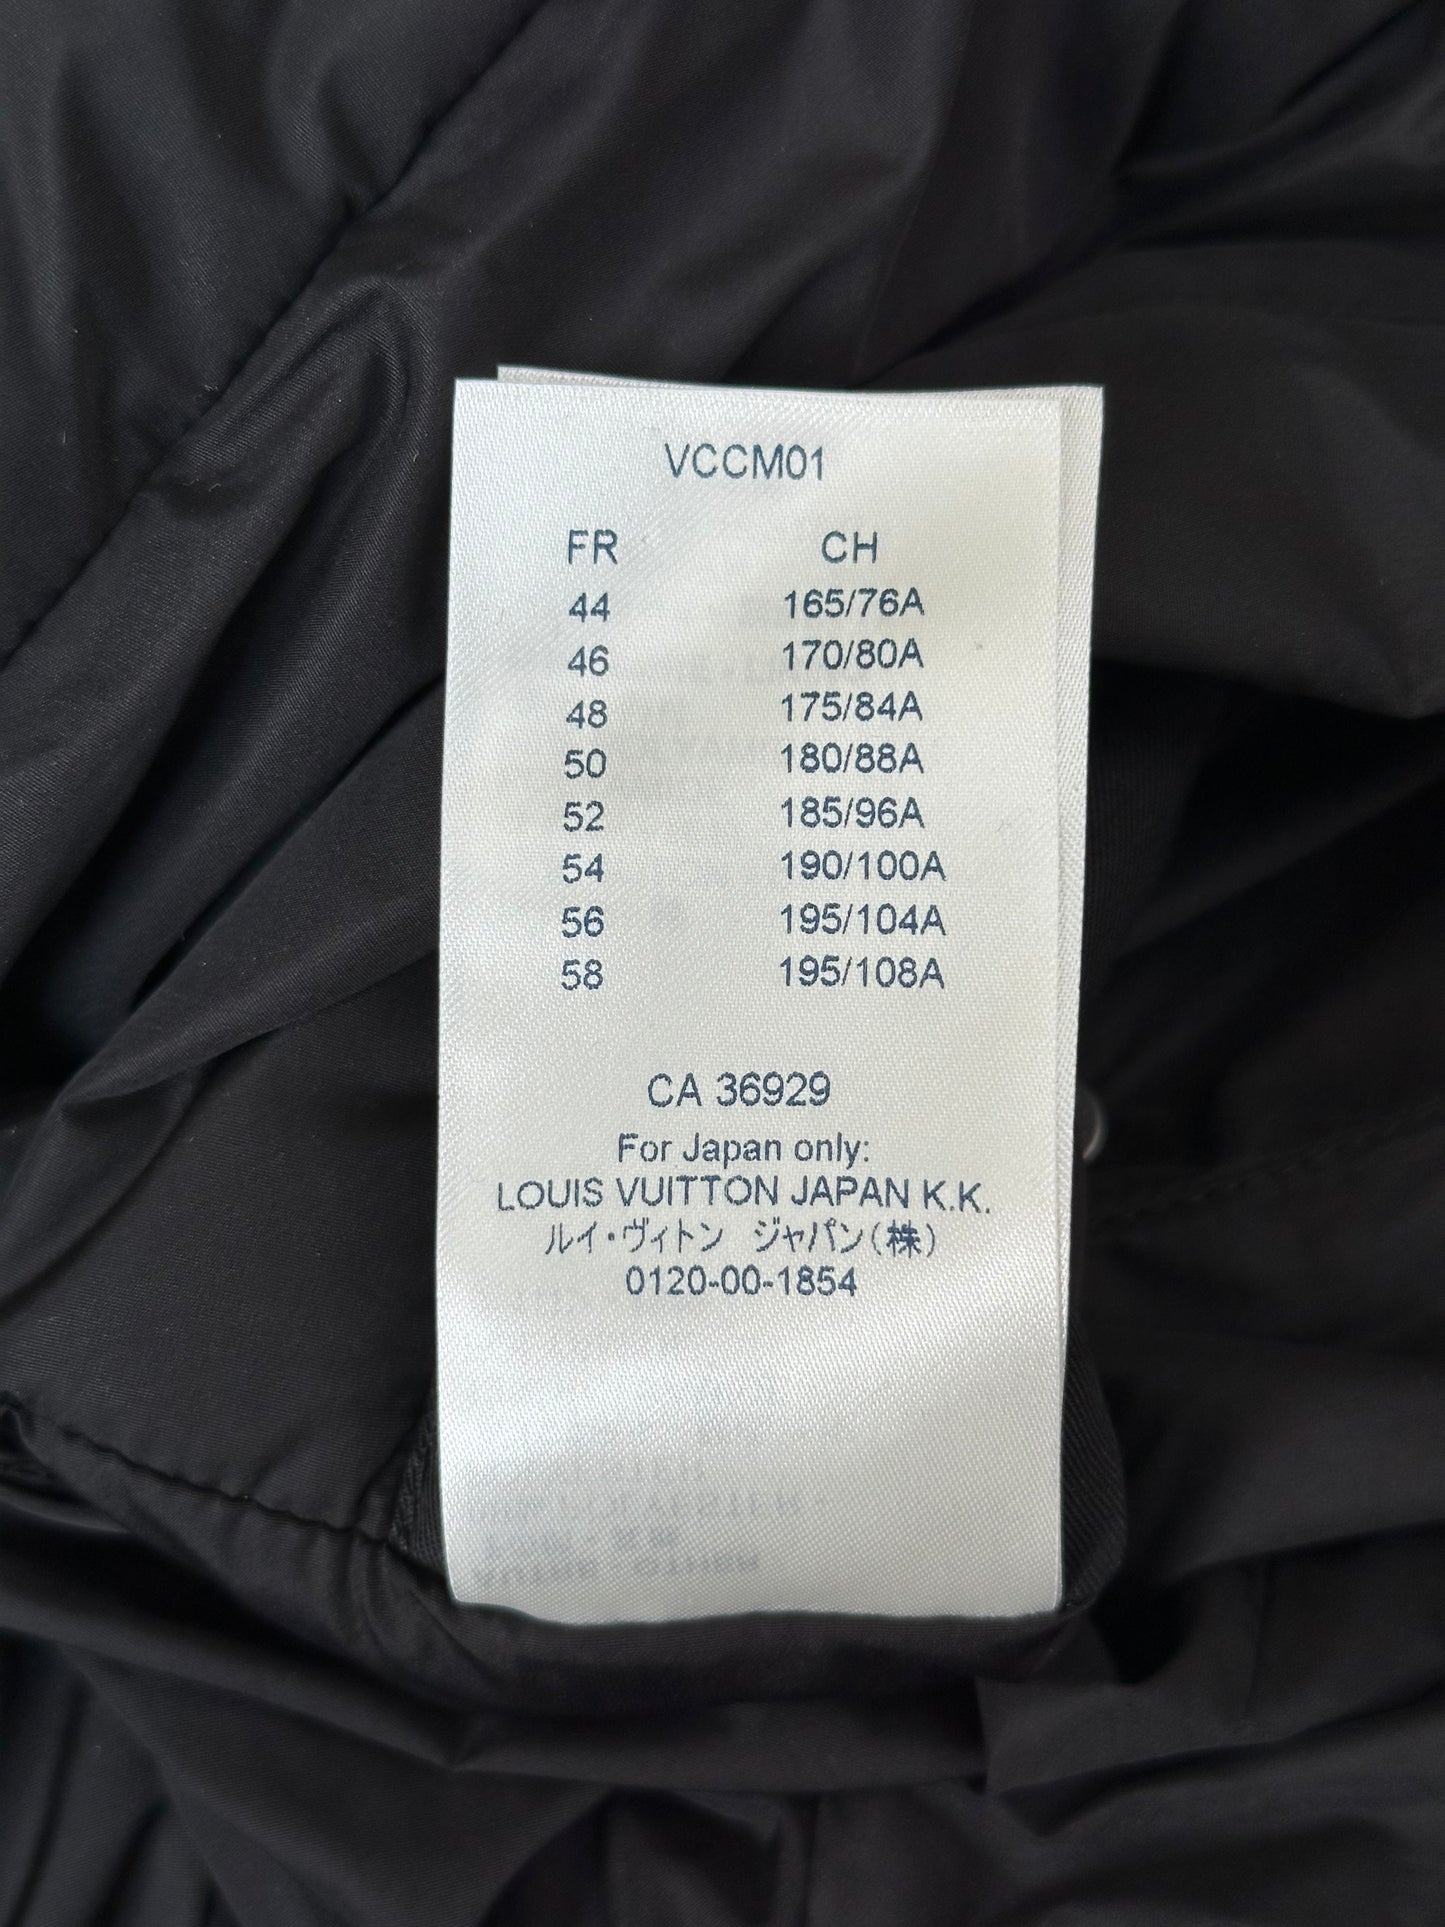 VCCM01
FR CH
44 165/76A
46 170/80A
48 175/84A
50 180/88A
52 185/96A
54 190/100A
56 195/104A
58 195/108A
CA 36929
For Japan only:
LOUIS VUITTON JAPAN K.K.
ルイ・ヴィトン ジャパン(株)
0120-00-1854